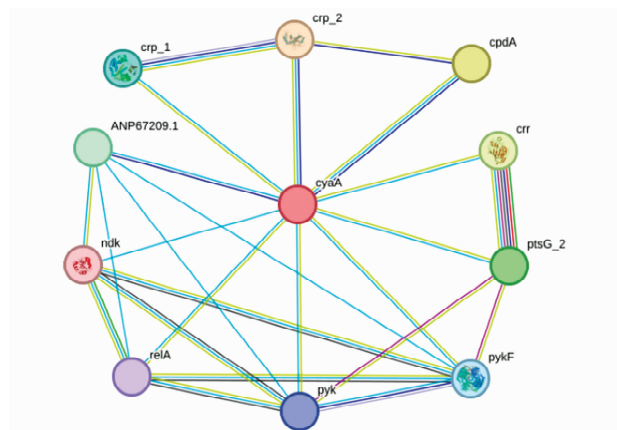 crp_2
crp_1
cpdA
ANP67209.1
crr
cyaA
ndk
ptsG_2
relA
pykF
pyk